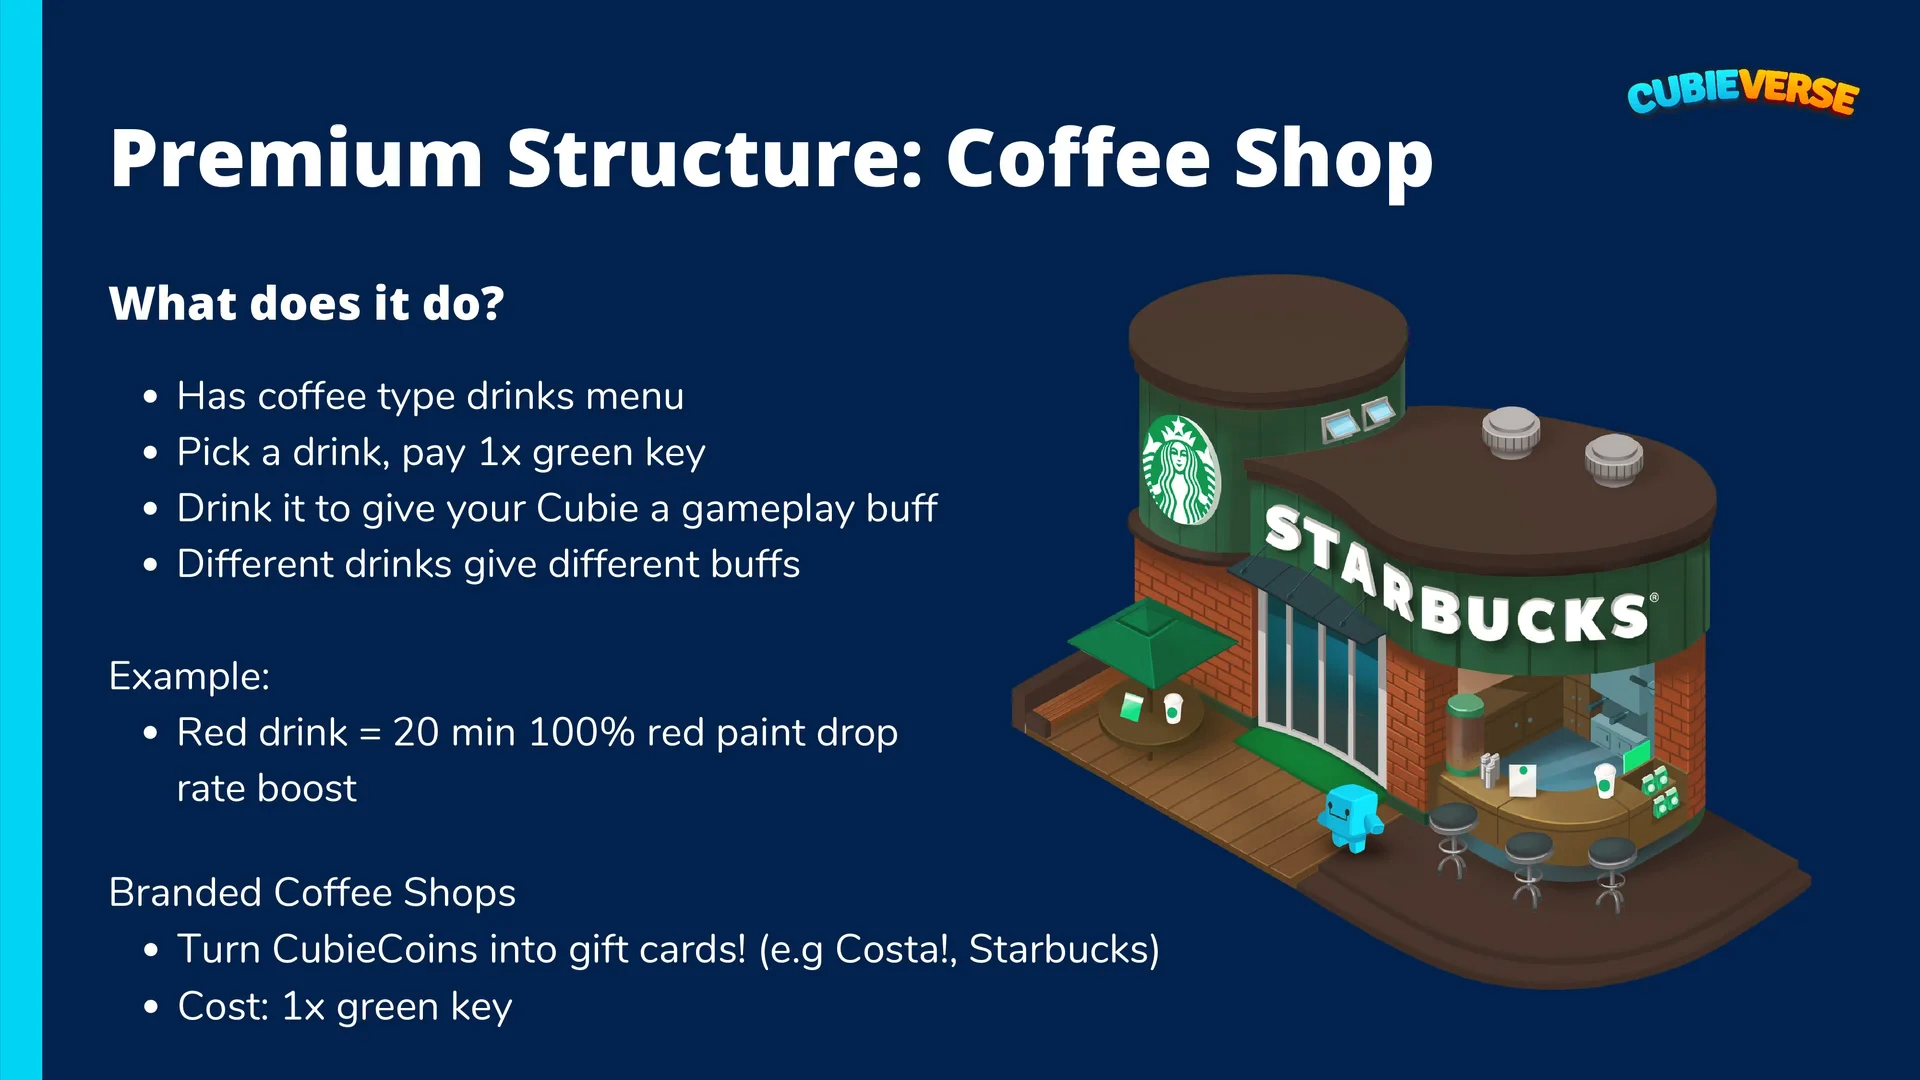 CUBIEVERSE
Premium Structure: Coffee Shop
What does it do?
• Has coffee type drinks menu
• Pick a drink, pay 1x green key
• Drink it to give your Cubie a gameplay buff
• Different drinks give different buffs
Example:
• Red drink = 20 min 100% red paint drop
rate boost
Branded Coffee Shops
• Turn CubieCoins into gift cards! (e.g Costa!, Starbucks)
• Cost: 1x green key
STARBUCKS®